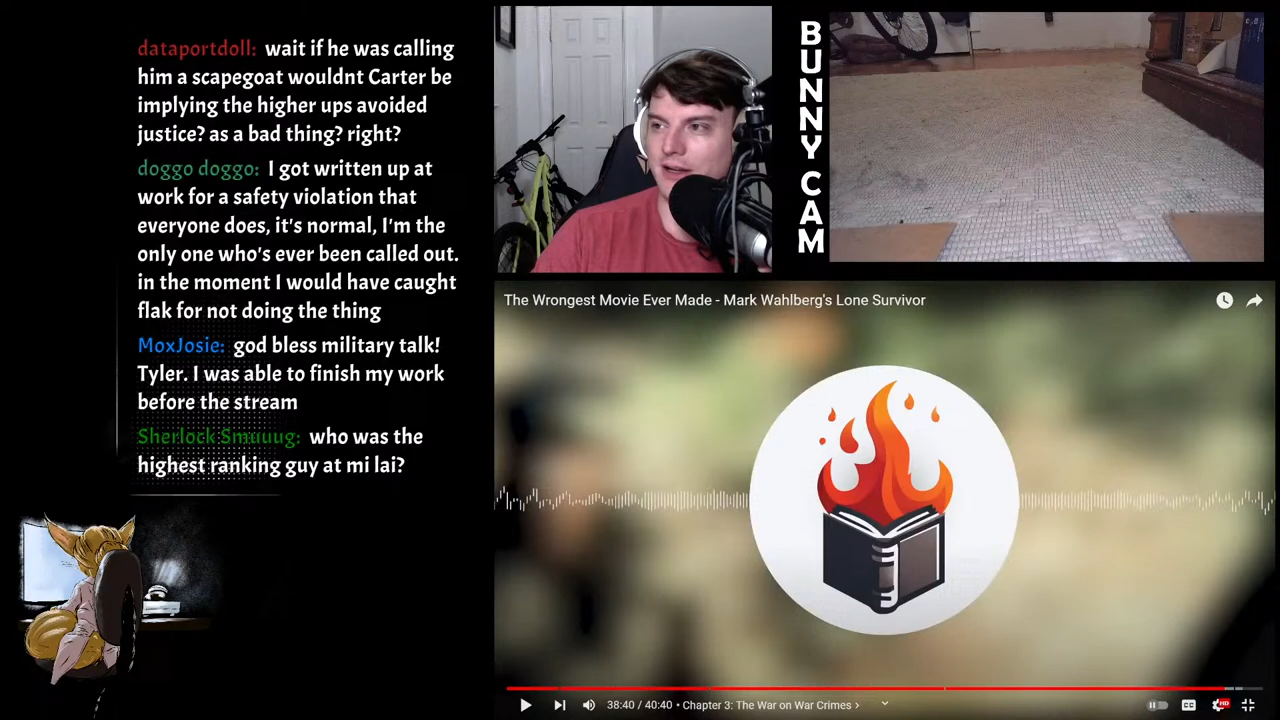 dataportdoll: wait if he was calling
him a scapegoat wouldnt Carter be
implying the higher ups avoided
justice? as a bad thing? right?
doggo doggo: I got written up at
work for a safety violation that
everyone does, it's normal, I'm the
only one who's ever been called out.
in the moment I would have caught
flak for not doing the thing
MoxJosie: god bless military talk!
Tyler. I was able to finish my work
before the stream
Sherlock Smuuug: who was the
highest ranking guy at mi lai?
BUNNY CAM
The Wrongest Movie Ever Made - Mark Wahlberg's Lone Survivor
38:40 / 40:40 • Chapter 3: The War on War Crimes >
CC
HD